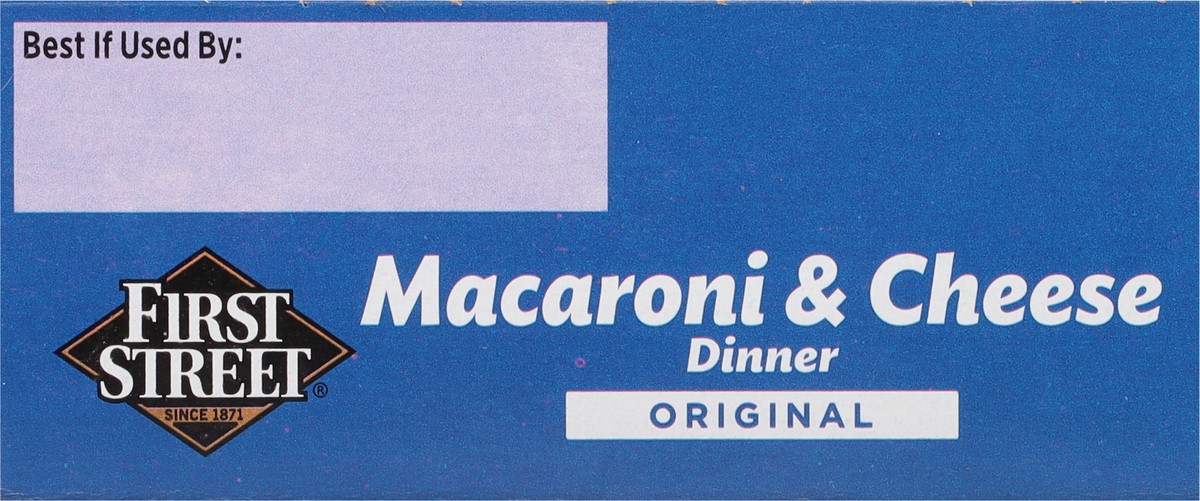 Best If Used By:
FIRST
STREET®
SINCE 1871
Macaroni & Cheese
Dinner
ORIGINAL